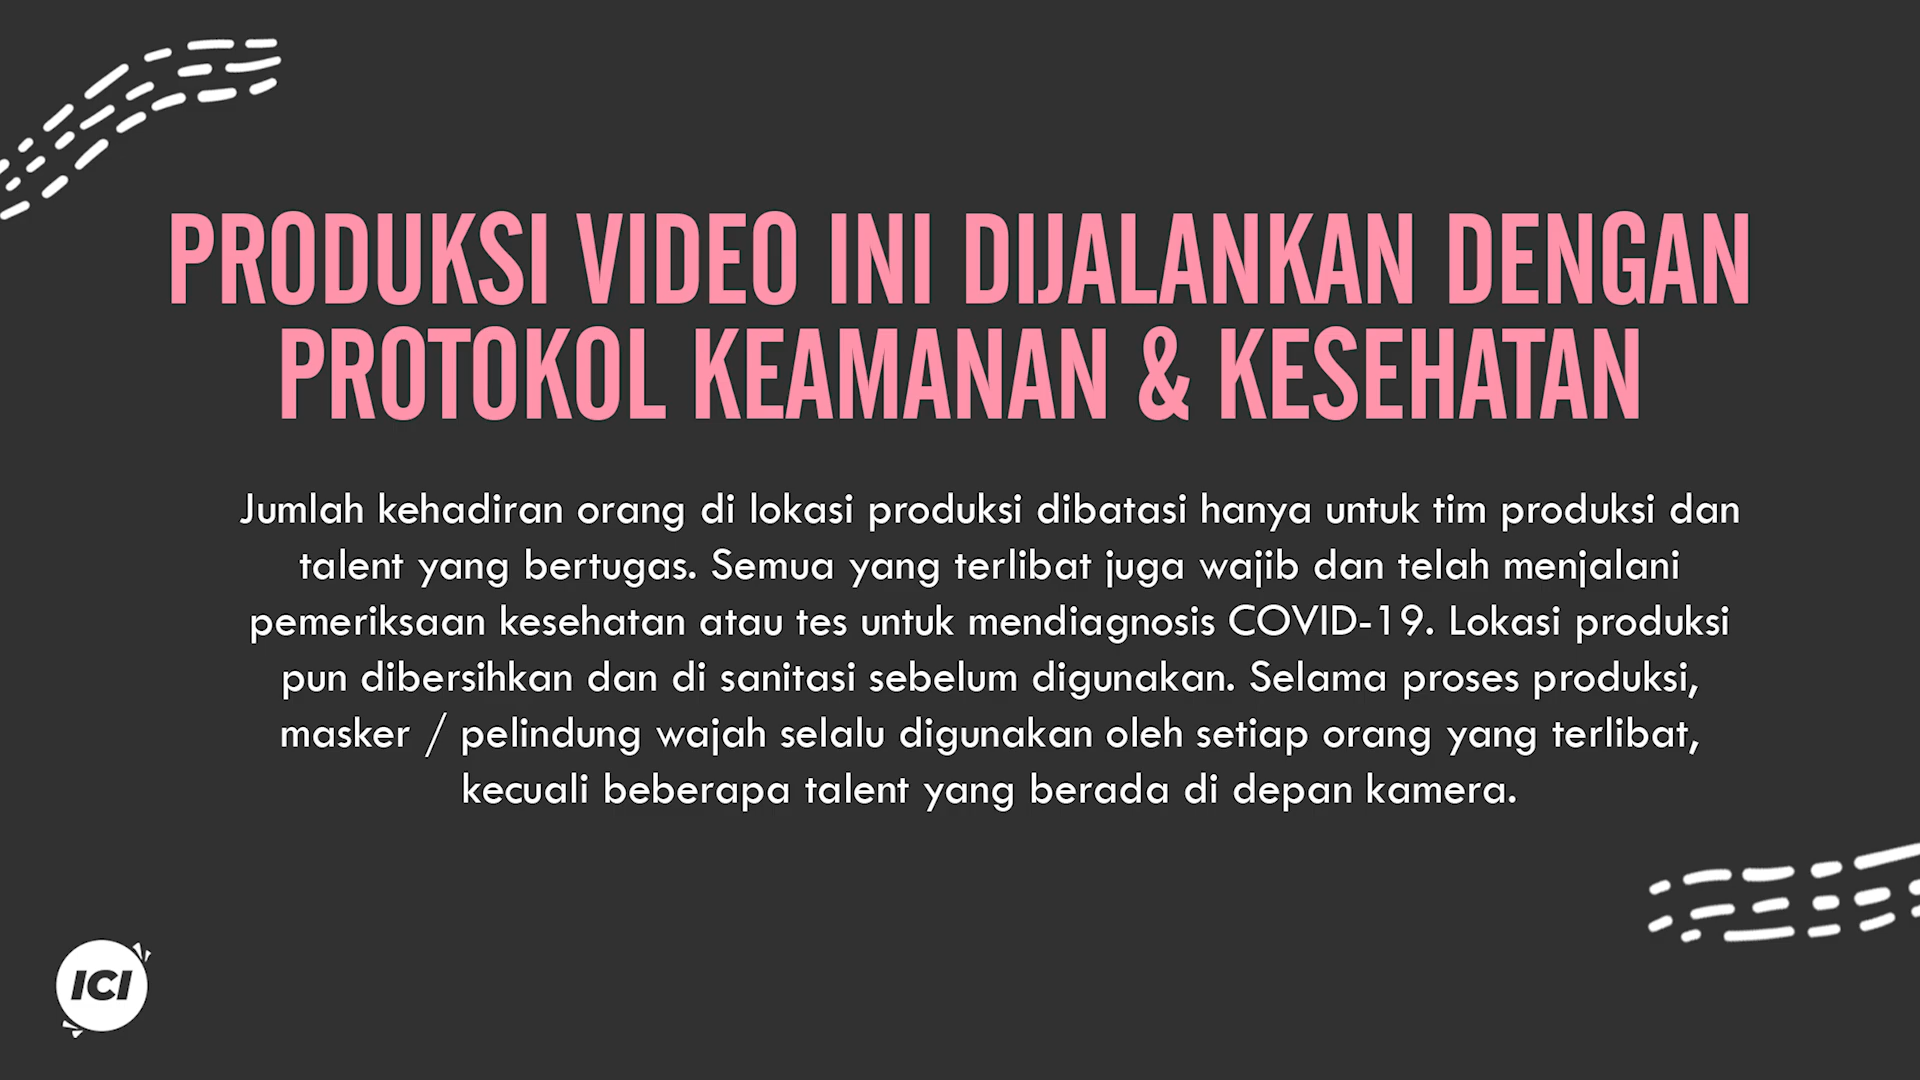 PRODUKSI VIDEO INI DIJALANKAN DENGAN
PROTOKOL KEAMANAN & KESEHATAN
Jumlah kehadiran orang di lokasi produksi dibatasi hanya untuk tim produksi dan
talent yang bertugas. Semua yang terlibat juga wajib dan telah menjalani
pemeriksaan kesehatan atau tes untuk mendiagnosis COVID-19. Lokasi produksi
pun dibersihkan dan di sanitasi sebelum digunakan. Selama proses produksi,
masker / pelindung wajah selalu digunakan oleh setiap orang yang terlibat,
kecuali beberapa talent yang berada di depan kamera.
ICI